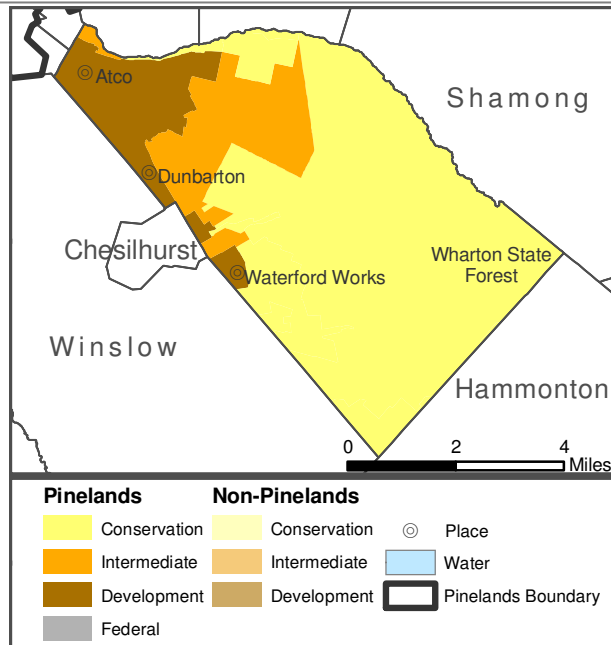 Atco
Shamong
Dunbarton
Chesilhurst
Wharton State
Forest
Waterford Works
Winslow
Hammonton
0 2 4
Miles
Pinelands Non-Pinelands
Conservation Conservation Place
Intermediate Intermediate Water
Development Development Pinelands Boundary
Federal